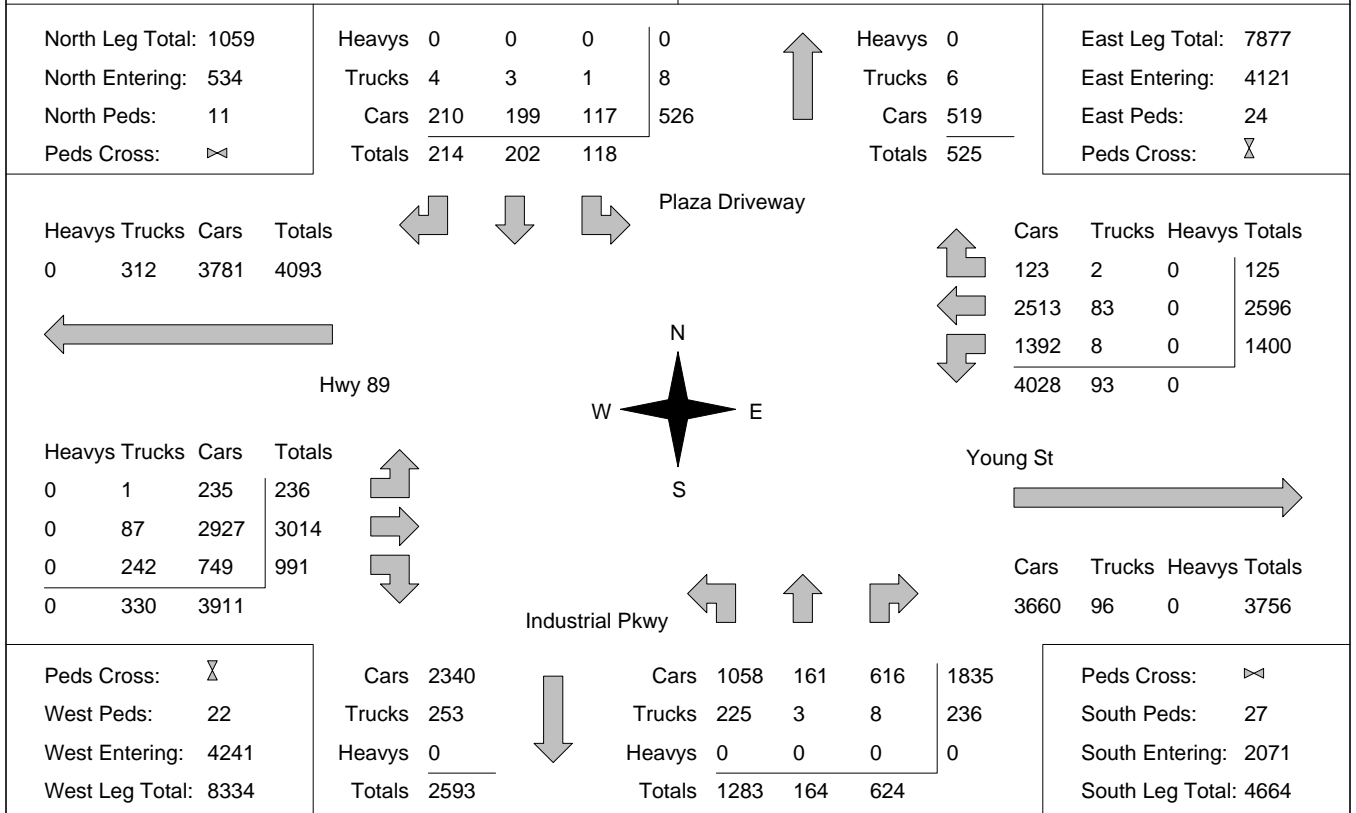 North Leg Total: 1059
North Entering: 534
North Peds: 11
Peds Cross:
Heavys 0 0 0 0
Trucks 4 3 1 8
Cars 210 199 117 526
Totals 214 202 118
Heavys 0
Trucks 6
Cars 519
Totals 525
East Leg Total: 7877
East Entering: 4121
East Peds: 24
Peds Cross:
Plaza Driveway
Heavys Trucks Cars Totals
0 312 3781 4093
Cars Trucks Heavys Totals
123 2 0 125
2513 83 0 2596
1392 8 0 1400
4028 93 0
Hwy 89
N
W E
S
Heavys Trucks Cars Totals
0 1 235 236
0 87 2927 3014
0 242 749 991
0 330 3911
Young St
Cars Trucks Heavys Totals
3660 96 0 3756
Industrial Pkwy
Peds Cross:
West Peds: 22
West Entering: 4241
West Leg Total: 8334
Cars 2340
Trucks 253
Heavys 0
Totals 2593
Cars 1058 161 616 1835
Trucks 225 3 8 236
Heavys 0 0 0 0
Totals 1283 164 624
Peds Cross:
South Peds: 27
South Entering: 2071
South Leg Total: 4664